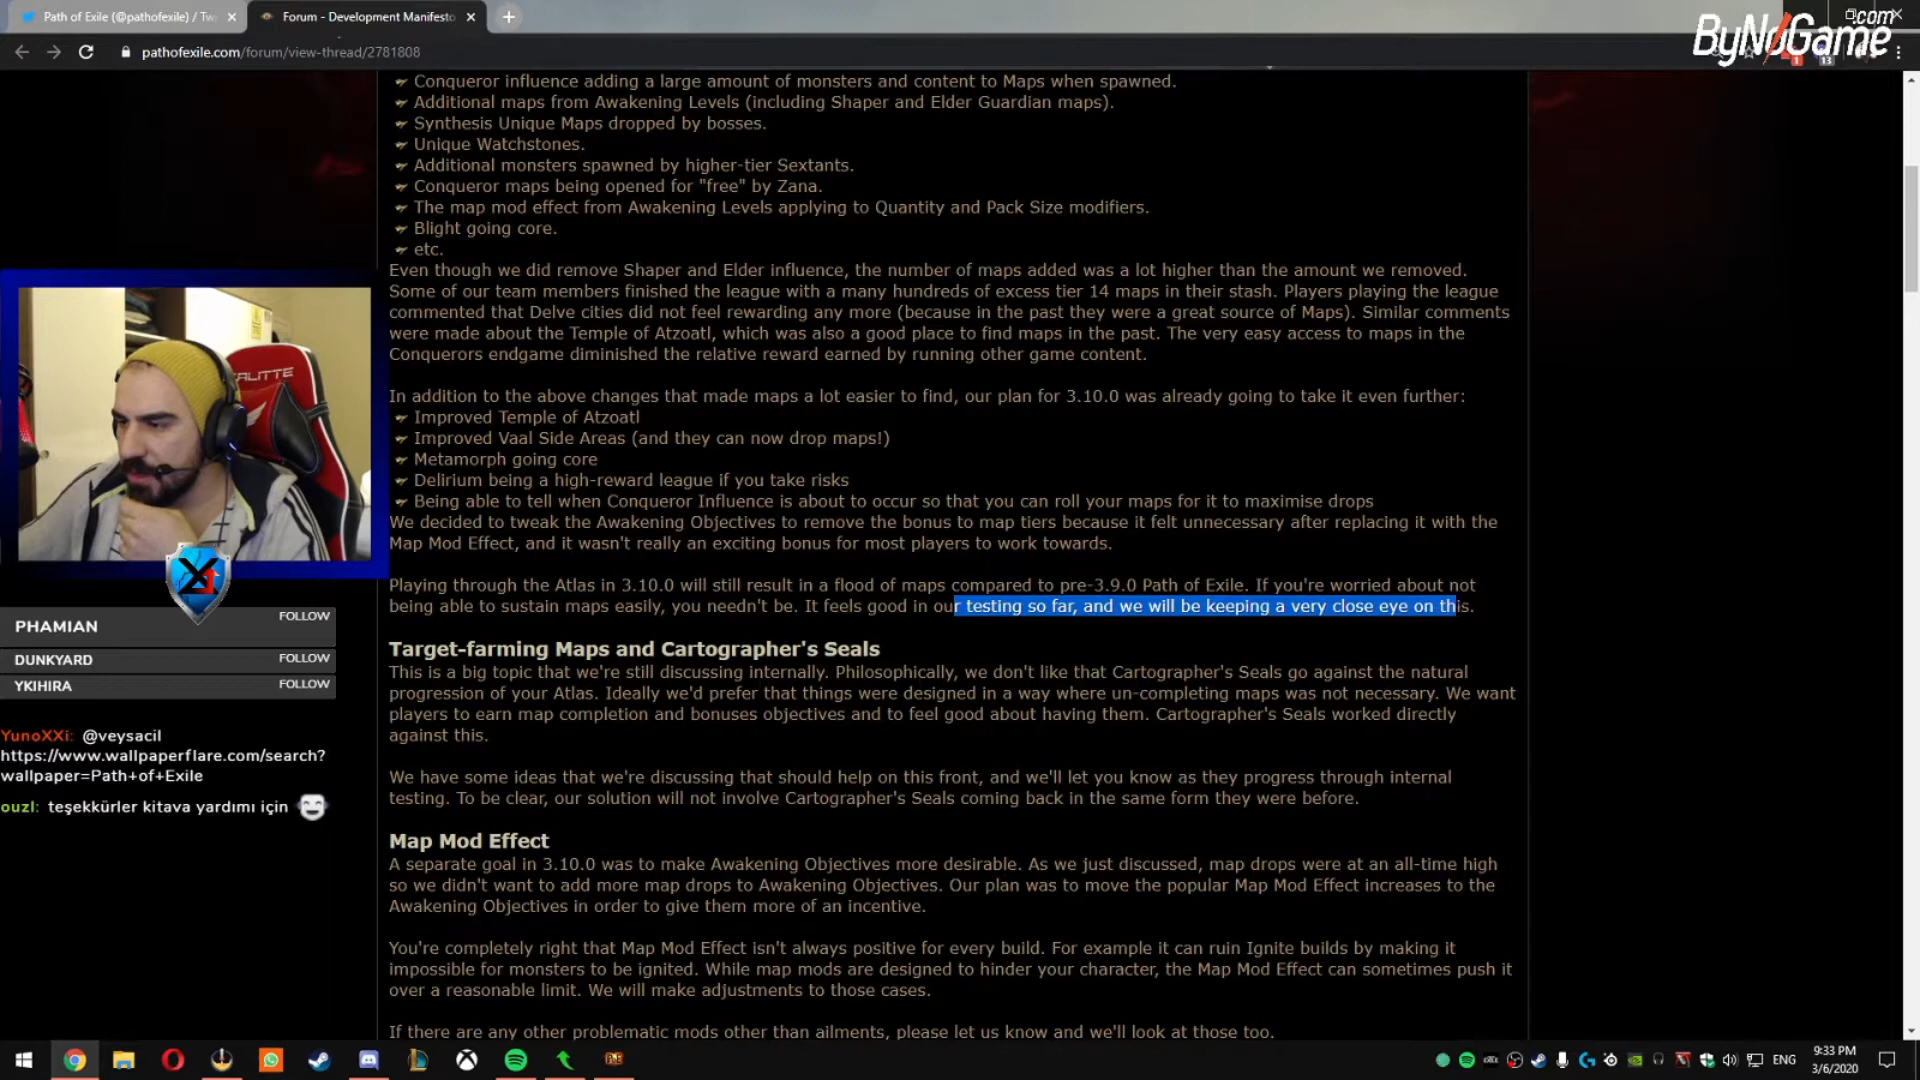 Path of Exile (@pathofexile) / Tw
Forum - Development Manifesto
ByNoGame.com
pathofexile.com/forum/view-thread/2781808
Conqueror influence adding a large amount of monsters and content to Maps when spawned.
Additional maps from Awakening Levels (including Shaper and Elder Guardian maps).
Synthesis Unique Maps dropped by bosses.
Unique Watchstones.
Additional monsters spawned by higher-tier Sextants.
Conqueror maps being opened for "free" by Zana.
The map mod effect from Awakening Levels applying to Quantity and Pack Size modifiers.
Blight going core.
etc.
Even though we did remove Shaper and Elder influence, the number of maps added was a lot higher than the amount we removed.
Some of our team members finished the league with a many hundreds of excess tier 14 maps in their stash. Players playing the league
commented that Delve cities did not feel rewarding any more (because in the past they were a great source of Maps). Similar comments
were made about the Temple of Atzoatl, which was also a good place to find maps in the past. The very easy access to maps in the
Conquerors endgame diminished the relative reward earned by running other game content.
In addition to the above changes that made maps a lot easier to find, our plan for 3.10.0 was already going to take it even further:
Improved Temple of Atzoatl
Improved Vaal Side Areas (and they can now drop maps!)
Metamorph going core
Delirium being a high-reward league if you take risks
Being able to tell when Conqueror Influence is about to occur so that you can roll your maps for it to maximise drops
We decided to tweak the Awakening Objectives to remove the bonus to map tiers because it felt unnecessary after replacing it with the
Map Mod Effect, and it wasn't really an exciting bonus for most players to work towards.
Playing through the Atlas in 3.10.0 will still result in a flood of maps compared to pre-3.9.0 Path of Exile. If you're worried about not
being able to sustain maps easily, you needn't be. It feels good in our testing so far, and we will be keeping a very close eye on this.
Target-farming Maps and Cartographer's Seals
This is a big topic that we're still discussing internally. Philosophically, we don't like that Cartographer's Seals go against the natural
progression of your Atlas. Ideally we'd prefer that things were designed in a way where un-completing maps was not necessary. We want
players to earn map completion and bonuses objectives and to feel good about having them. Cartographer's Seals worked directly
against this.
We have some ideas that we're discussing that should help on this front, and we'll let you know as they progress through internal
testing. To be clear, our solution will not involve Cartographer's Seals coming back in the same form they were before.
Map Mod Effect
A separate goal in 3.10.0 was to make Awakening Objectives more desirable. As we just discussed, map drops were at an all-time high
so we didn't want to add more map drops to Awakening Objectives. Our plan was to move the popular Map Mod Effect increases to the
Awakening Objectives in order to give them more of an incentive.
You're completely right that Map Mod Effect isn't always positive for every build. For example it can ruin Ignite builds by making it
impossible for monsters to be ignited. While map mods are designed to hinder your character, the Map Mod Effect can sometimes push it
over a reasonable limit. We will make adjustments to those cases.
If there are any other problematic mods other than ailments, please let us know and we'll look at those too.
PHAMIAN FOLLOW
DUNKYARD FOLLOW
YKIHIRA FOLLOW
YunoXXi: @veysacil
https://www.wallpaperflare.com/search?
wallpaper=Path+of+Exile
ouzl: teşekkürler kitava yardımı için
ENG
9:33 PM
3/6/2020